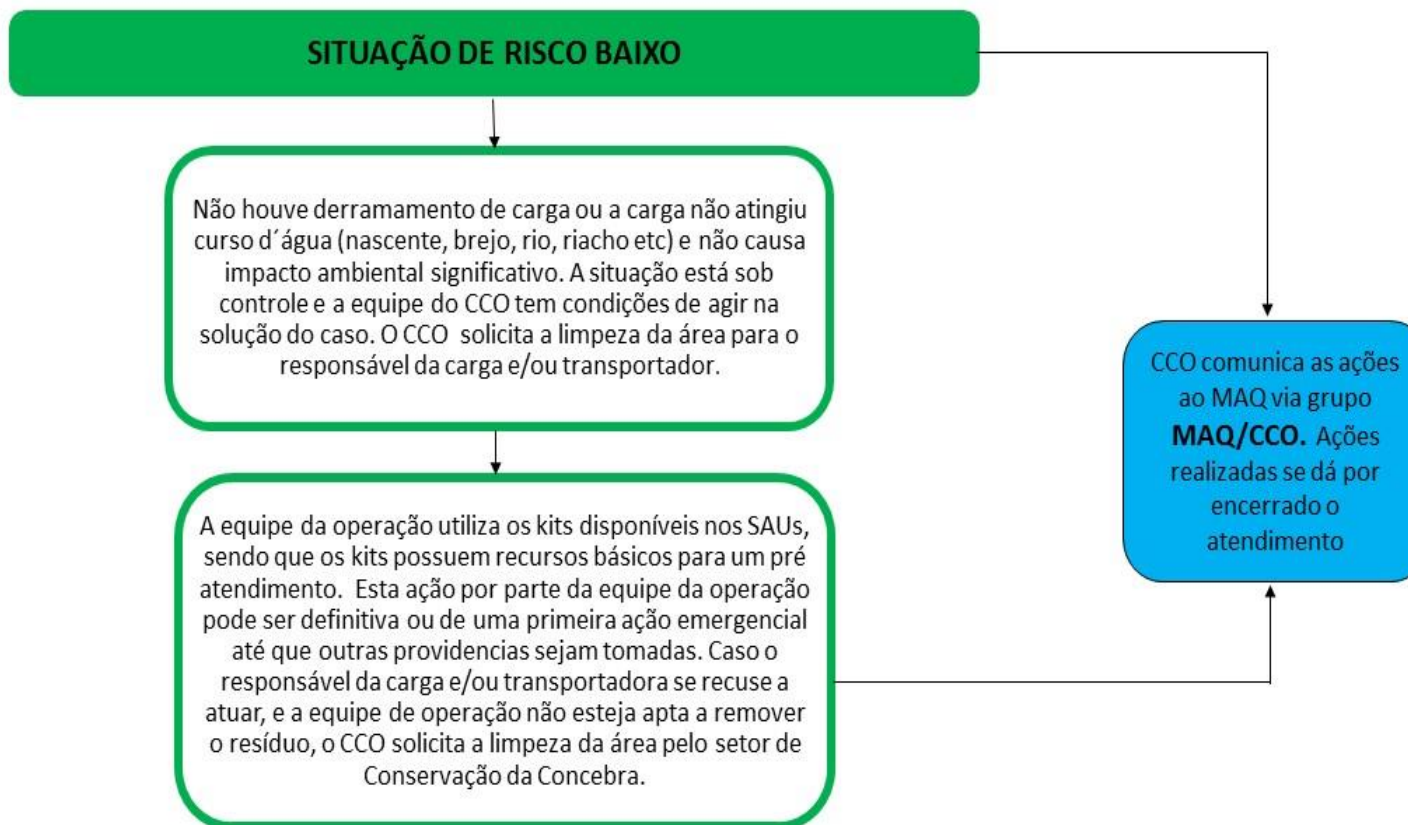 SITUAÇÃO DE RISCO BAIXO
Não houve derramamento de carga ou a carga não atingiu
curso d´água (nascente, brejo, rio, riacho etc) e não causa
impacto ambiental significativo. A situação está sob
controle e a equipe do CCO tem condições de agir na
solução do caso. O CCO  solicita a limpeza da área para o
responsável da carga e/ou transportador.
A equipe da operação utiliza os kits disponíveis nos SAUs,
sendo que os kits possuem recursos básicos para um pré
atendimento.  Esta ação por parte da equipe da operação
pode ser definitiva ou de uma primeira ação emergencial
até que outras providencias sejam tomadas. Caso o
responsável da carga e/ou transportadora se recuse a
atuar, e a equipe de operação não esteja apta a remover
o resíduo, o CCO solicita a limpeza da área pelo setor de
Conservação da Concebra.
CCO comunica as ações
ao MAQ via grupo
MAQ/CCO. Ações
realizadas se dá por
encerrado o
atendimento